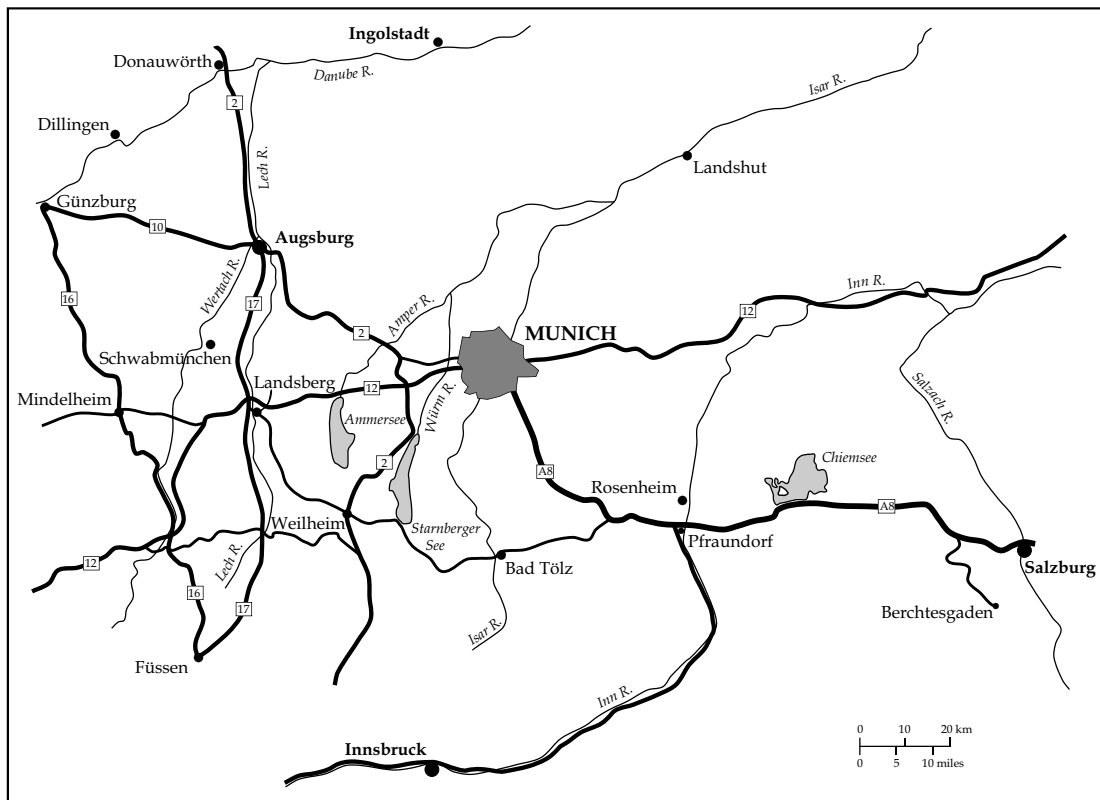 Ingolstadt
Donauwörth
Danube R.
Isar R.
2
Dillingen
Lech R.
Landshut
Günzburg
10
Augsburg
Wertach R.
16
17
Inn R.
Amper R.
12
2
MUNICH
Schwabmünchen
Landsberg
12
Salzach R.
Mindelheim
Ammersee
Würm R.
Chiemsee
2
A8
Rosenheim
A8
Weilheim
Starnberger
See
Pfraundorf
12
Lech R.
Bad Tölz
Salzburg
16
17
Berchtesgaden
Isar R.
Füssen
Inn R.
0 10 20 km
Innsbruck
0 5 10 miles